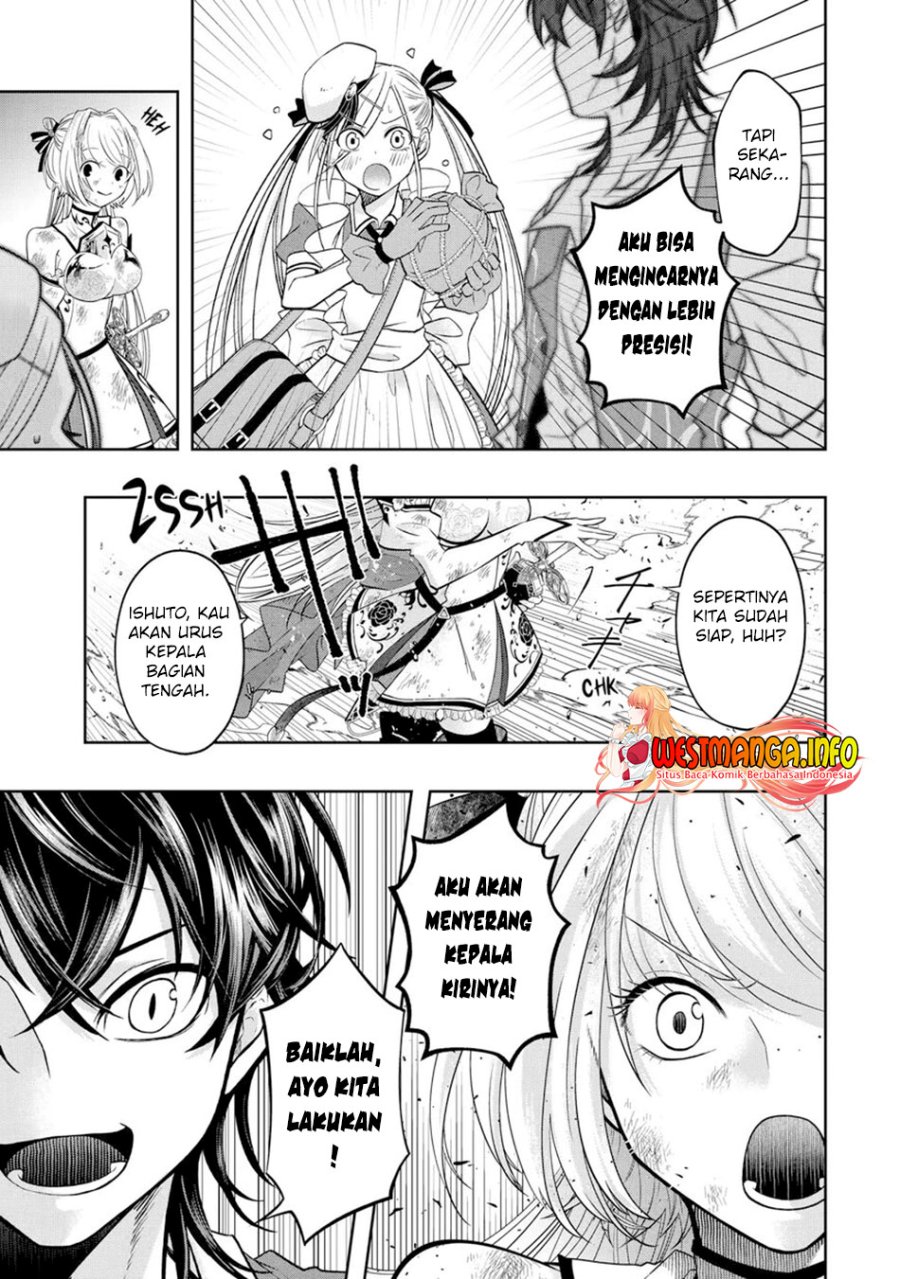 TAPI
SEKA-
RANG...
AKU BISA
MENGINCARNYA
DENGAN LEBIH
PRESISI!
HEH
SEPERTINYA
KITA SUDAH
SIAP, HUH?
CHK
ZSSH
ISHUTO, KAU
AKAN URUS
KEPALA
BAGIAN
TENGAH.
WESTMANGA.INFO
Situs Baca Komik Berbahasa Indonesia
AKU AKAN
MENYERANG
KEPALA
KIRINYA!
BAIKLAH,
AYO KITA
LAKUKAN
!